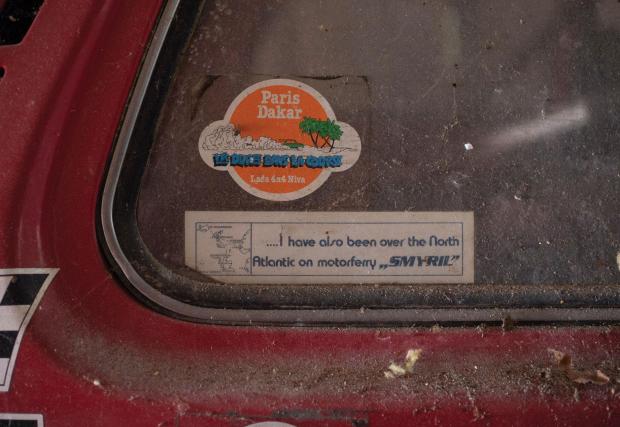 Paris
Dakar
Lada 4x4 Niva
....I have also been over the North
Atlantic on motorferry „SMYRIL”